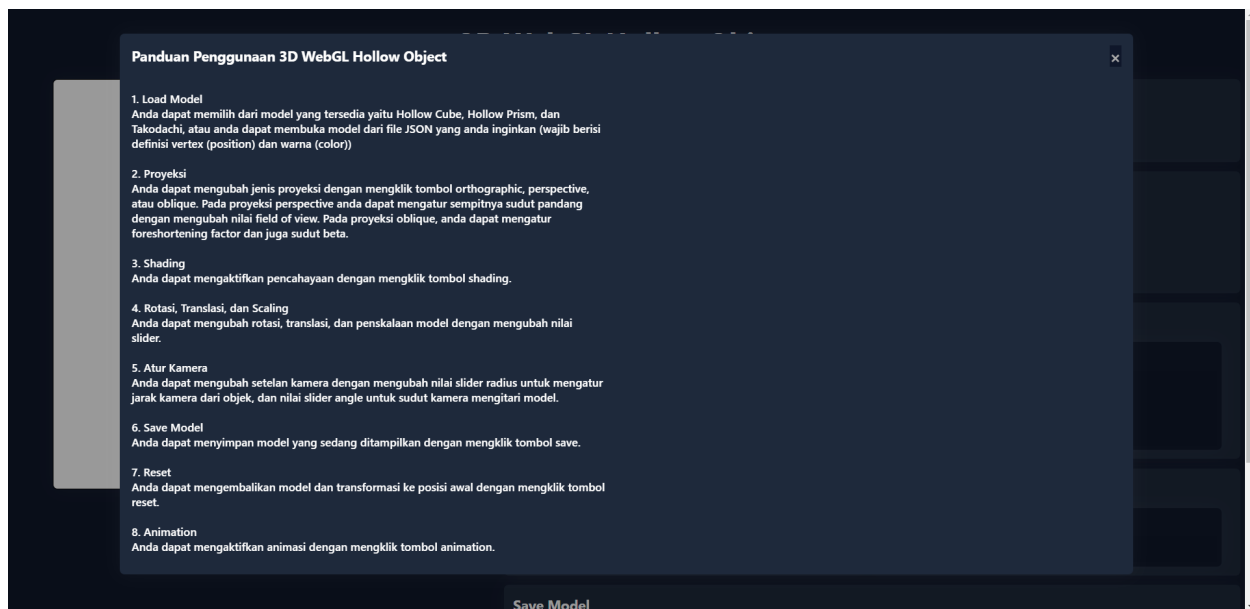 Panduan Penggunaan 3D WebGL Hollow Object
×
1. Load Model
Anda dapat memilih dari model yang tersedia yaitu Hollow Cube, Hollow Prism, dan
Takodachi, atau anda dapat membuka model dari file JSON yang anda inginkan (wajib berisi
definisi vertex (position) dan warna (color))
2. Proyeksi
Anda dapat mengubah jenis proyeksi dengan mengklik tombol orthographic, perspective,
atau oblique. Pada proyeksi perspective anda dapat mengatur sempitnya sudut pandang
dengan mengubah nilai field of view. Pada proyeksi oblique, anda dapat mengatur
foreshortening factor dan juga sudut beta.
3. Shading
Anda dapat mengaktifkan pencahayaan dengan mengklik tombol shading.
4. Rotasi, Translasi, dan Scaling
Anda dapat mengubah rotasi, translasi, dan penskalaan model dengan mengubah nilai
slider.
5. Atur Kamera
Anda dapat mengubah setelan kamera dengan mengubah nilai slider radius untuk mengatur
jarak kamera dari objek, dan nilai slider angle untuk sudut kamera mengitari model.
6. Save Model
Anda dapat menyimpan model yang sedang ditampilkan dengan mengklik tombol save.
7. Reset
Anda dapat mengembalikan model dan transformasi ke posisi awal dengan mengklik tombol
reset.
8. Animation
Anda dapat mengaktifkan animasi dengan mengklik tombol animation.
Save Model